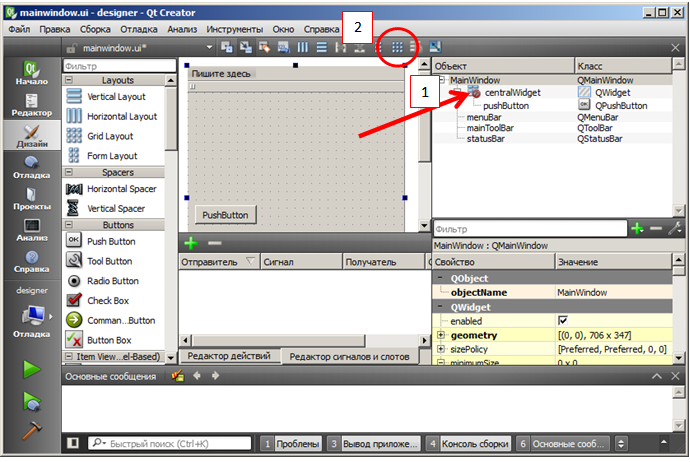 mainwindow.ui - designer - Qt Creator
Файл Правка Сборка Отладка Анализ Инструменты Окно Справка
2
mainwindow.ui*
Начало
Редактор
Дизайн
Отладка
Проекты
Анализ
Справка
designer
Отладка
Фильтр
Layouts
Vertical Layout
Horizontal Layout
Grid Layout
Form Layout
Spacers
Horizontal Spacer
Vertical Spacer
Buttons
Push Button
Tool Button
Radio Button
Check Box
Comman...Button
Button Box
Item View...el-Based)
Пишите здесь
PushButton
Отправитель Сигнал Получатель
Редактор действий Редактор сигналов и слотов
1
Объект Класс
MainWindow QMainWindow
centralWidget QWidget
pushButton QPushButton
menuBar QMenuBar
mainToolBar QToolBar
statusBar QStatusBar
Фильтр
MainWindow : QMainWindow
Свойство Значение
QObject
objectName MainWindow
QWidget
enabled
geometry [(0, 0), 706 x 347]
sizePolicy [Preferred, Preferred, 0, 0]
minimumSize 0 x 0
Основные сообщения
Быстрый поиск (Ctrl+K)
1 Проблемы 3 Вывод приложе... 4 Консоль сборки 6 Основные сооб...